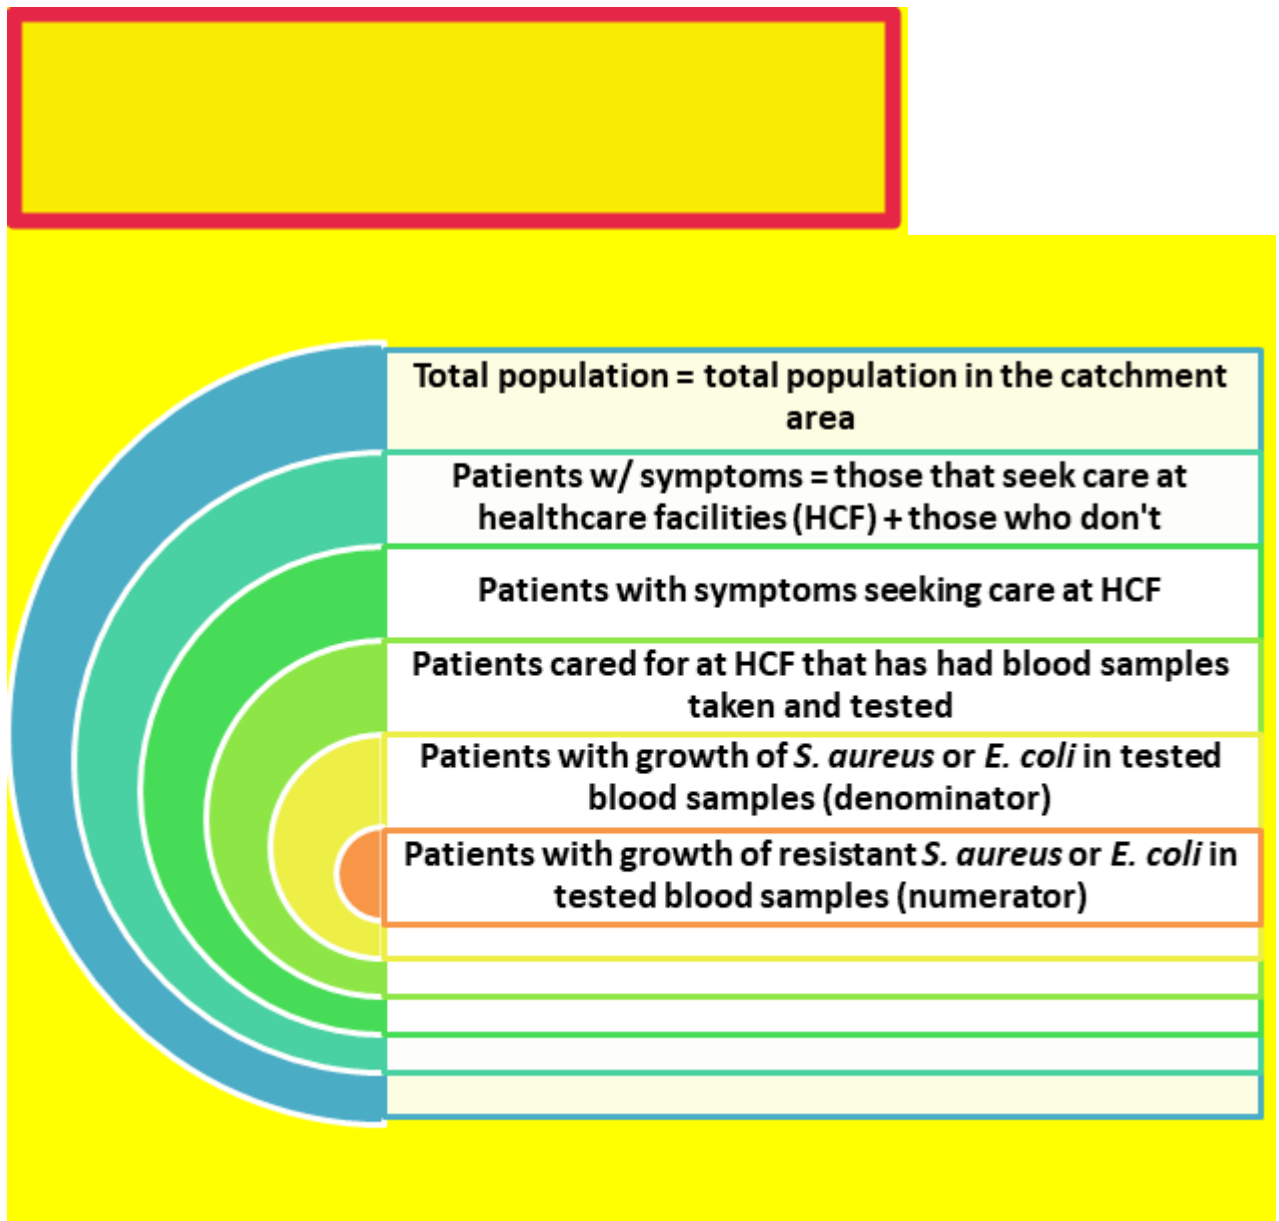 Total population = total population in the catchment
area
Patients w/ symptoms = those that seek care at
healthcare facilities (HCF) + those who don't
Patients with symptoms seeking care at HCF
Patients cared for at HCF that has had blood samples
taken and tested
Patients with growth of S. aureus or E. coli in tested
blood samples (denominator)
Patients with growth of resistant S. aureus or E. coli in
tested blood samples (numerator)